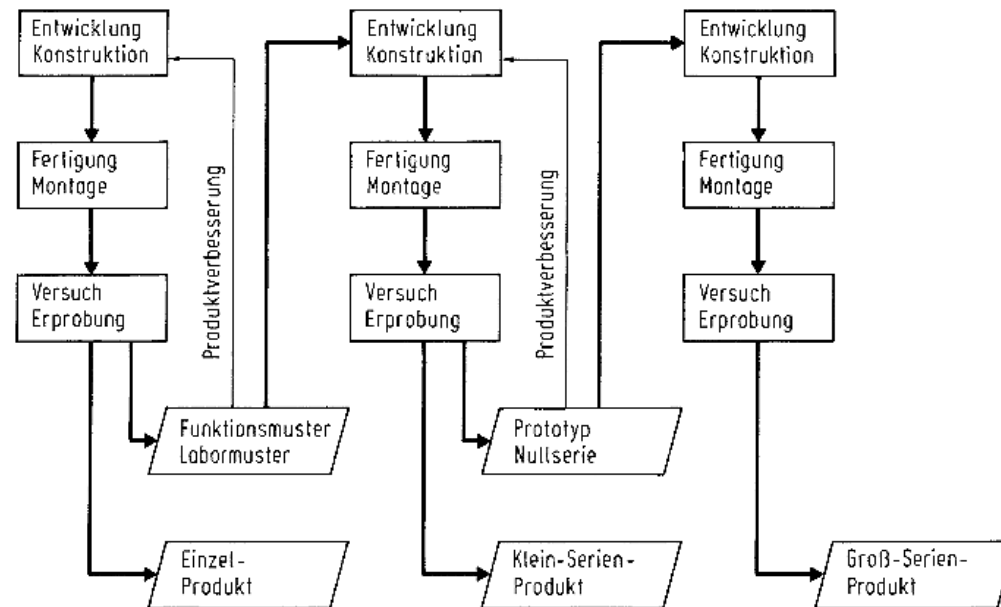 Entwicklung
Konstruktion
Fertigung
Montage
Versuch
Erprobung
Produktverbesserung
Funktionsmuster
Labormuster
Einzel-
Produkt
Entwicklung
Konstruktion
Fertigung
Montage
Versuch
Erprobung
Produktverbesserung
Prototyp
Nullserie
Klein-Serien-
Produkt
Entwicklung
Konstruktion
Fertigung
Montage
Versuch
Erprobung
Groß-Serien-
Produkt